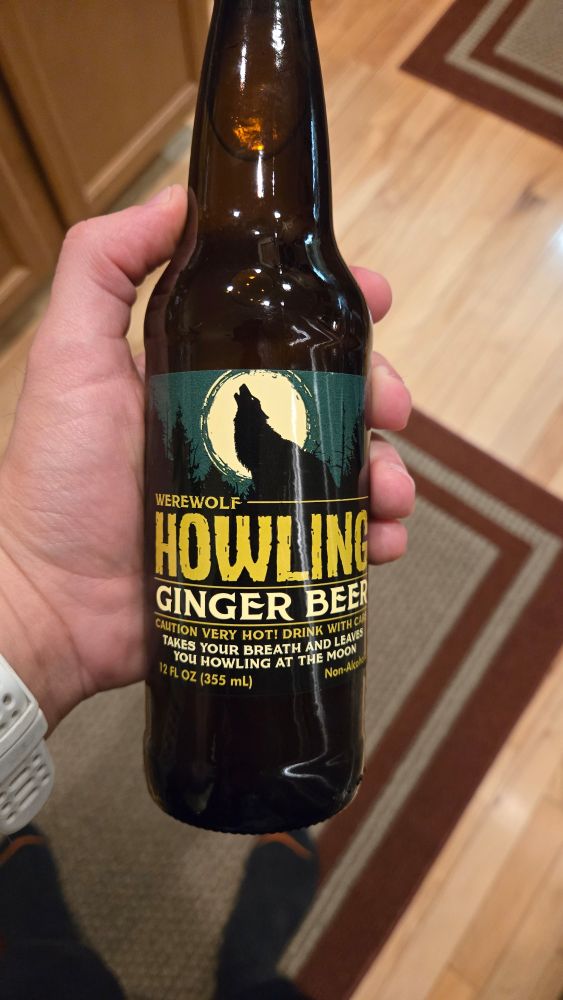 WEREWOLF
HOWLING
GINGER BEER
CAUTION VERY HOT! DRINK WITH
TAKES YOUR BREATH AND LEAVES
YOU HOWLING AT THE MOON
12 FL OZ (355 mL)